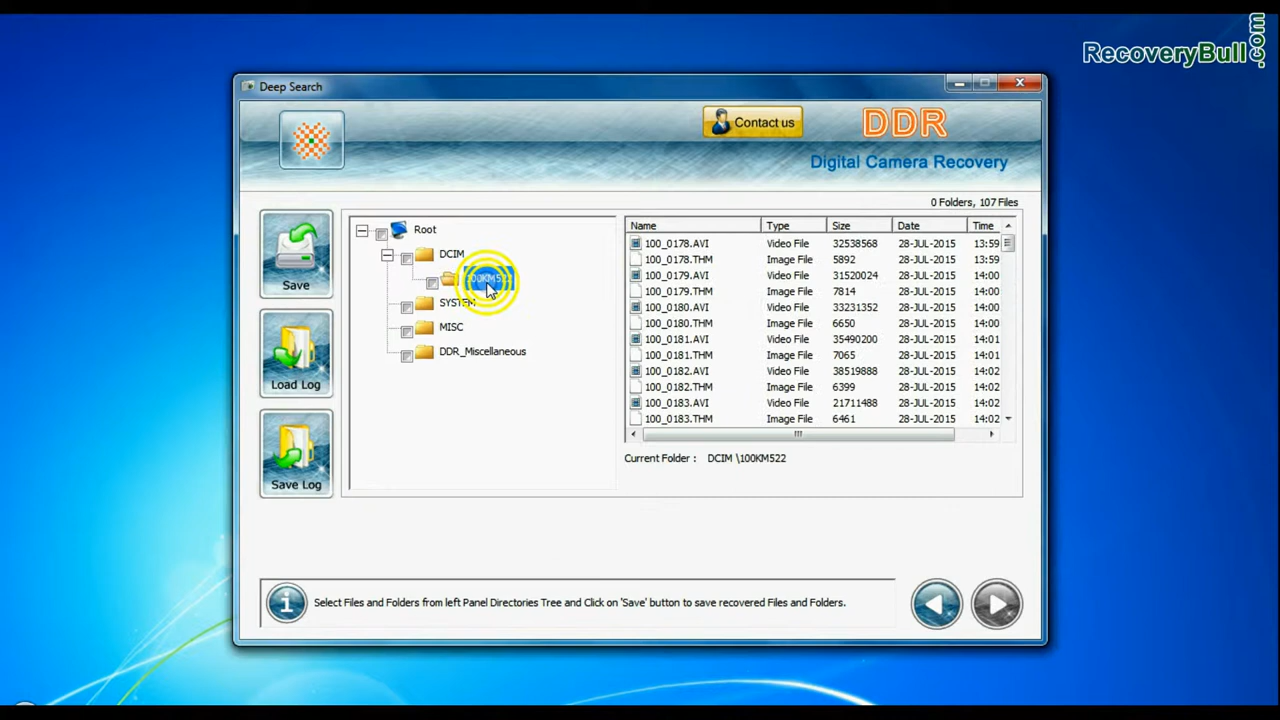 RecoveryBull.com
Deep Search
Contact us
DDR
Digital Camera Recovery
0 Folders, 107 Files
Save
Load Log
Save Log
Root
DCIM
100KM522
SYSTEM
MISC
DDR_Miscellaneous
Name Type Size Date Time
100_0178.AVI Video File 32538568 28-JUL-2015 13:59
100_0178.THM Image File 5892 28-JUL-2015 13:59
100_0179.AVI Video File 31520024 28-JUL-2015 14:00
100_0179.THM Image File 7814 28-JUL-2015 14:00
100_0180.AVI Video File 33231352 28-JUL-2015 14:00
100_0180.THM Image File 6650 28-JUL-2015 14:00
100_0181.AVI Video File 35490200 28-JUL-2015 14:01
100_0181.THM Image File 7065 28-JUL-2015 14:01
100_0182.AVI Video File 38519888 28-JUL-2015 14:02
100_0182.THM Image File 6399 28-JUL-2015 14:02
100_0183.AVI Video File 21711488 28-JUL-2015 14:02
100_0183.THM Image File 6461 28-JUL-2015 14:02
Current Folder : DCIM \100KM522
Select Files and Folders from left Panel Directories Tree and Click on 'Save' button to save recovered Files and Folders.